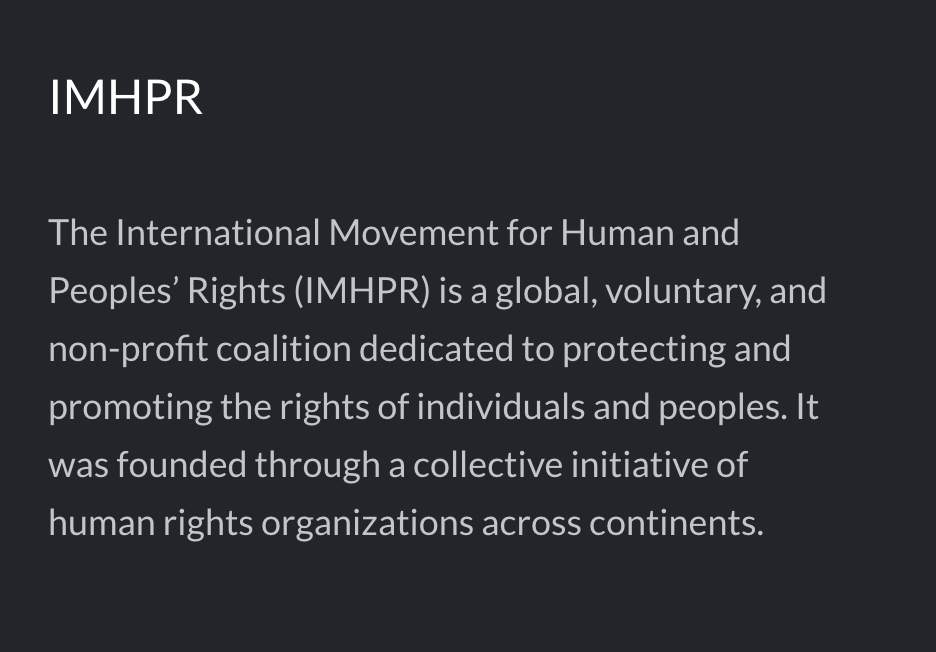 IMHPR
The International Movement for Human and
Peoples’ Rights (IMHPR) is a global, voluntary, and
non-profit coalition dedicated to protecting and
promoting the rights of individuals and peoples. It
was founded through a collective initiative of
human rights organizations across continents.